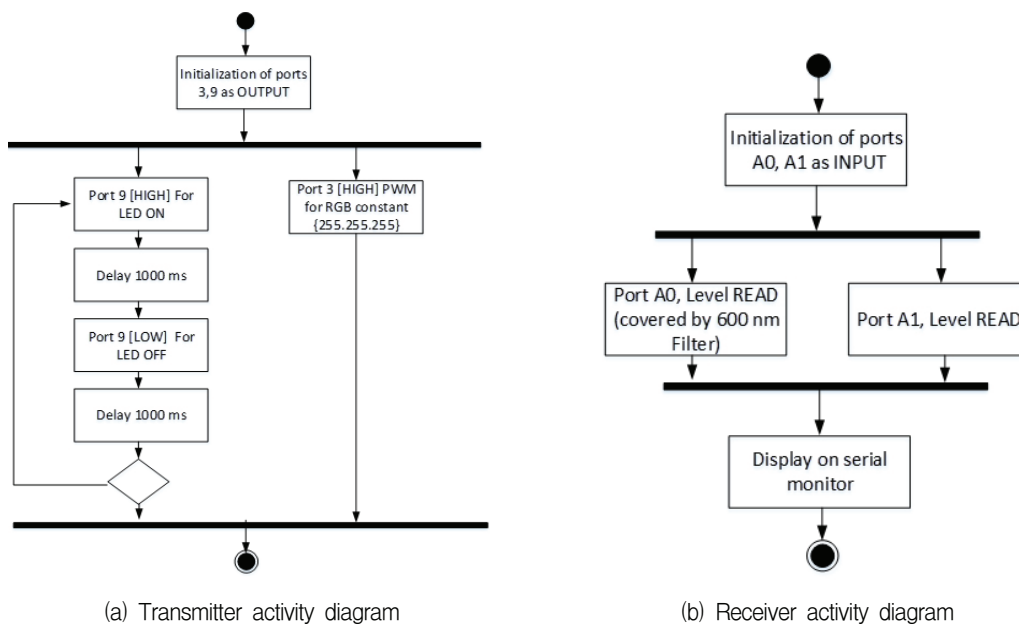 Initialization of ports
3,9 as OUTPUT
Port 9 [HIGH] For
LED ON
Delay 1000 ms
Port 9 [LOW] For
LED OFF
Delay 1000 ms
Port 3 [HIGH] PWM
for RGB constant
{255.255.255}
(a) Transmitter activity diagram
Initialization of ports
A0, A1 as INPUT
Port A0, Level READ
(covered by 600 nm
Filter)
Port A1, Level READ
Display on serial
monitor
(b) Receiver activity diagram